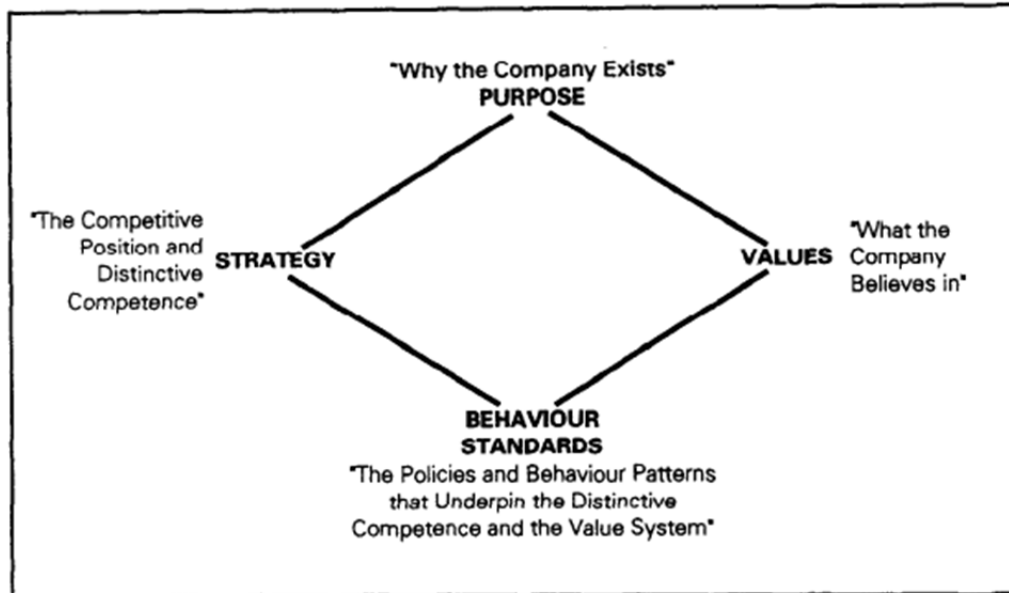 "Why the Company Exists"
PURPOSE
"The Competitive
Position and
Distinctive
Competence"
STRATEGY
VALUES
"What the
Company
Believes in"
BEHAVIOUR
STANDARDS
"The Policies and Behaviour Patterns
that Underpin the Distinctive
Competence and the Value System"